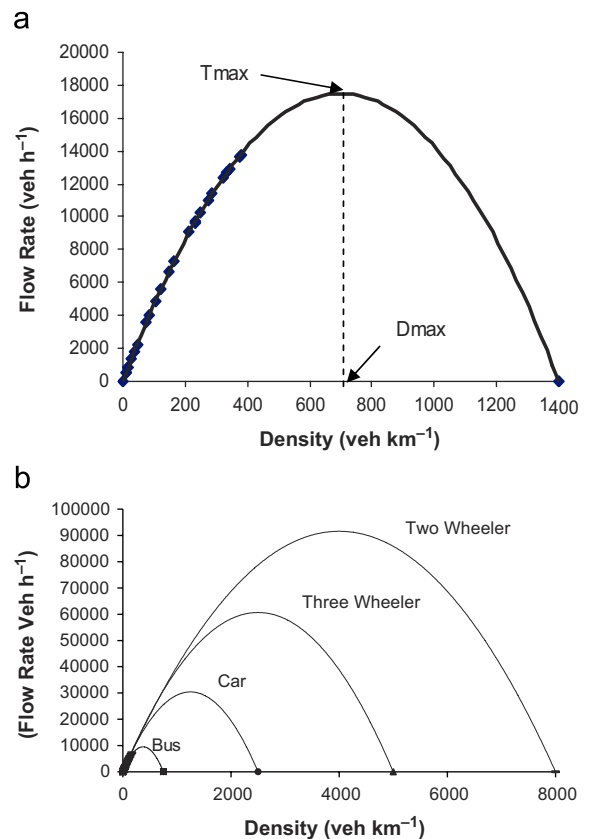 a
20000
18000
16000
14000
12000
10000
8000
6000
4000
2000
0
Flow Rate (veh h⁻¹)
Tmax
Dmax
0 200 400 600 800 1000 1200 1400
Density (veh km⁻¹)
b
100000
90000
80000
70000
60000
50000
40000
30000
20000
10000
0
(Flow Rate Veh h⁻¹)
Two Wheeler
Three Wheeler
Car
Bus
0 2000 4000 6000 8000
Density (veh km⁻¹)